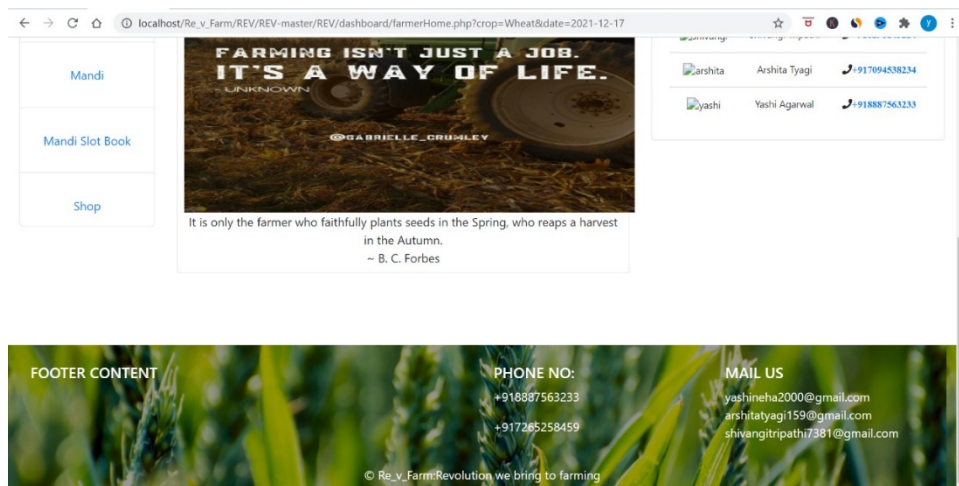 localhost/Re_v_Farm/REV/REV-master/REV/dashboard/farmerHome.php?crop=Wheat&date=2021-12-17
y
Mandi
Mandi Slot Book
Shop
FARMING ISN'T JUST A JOB.
IT'S A WAY OF LIFE.
- UNKNOWN
@GABRIELLE_CRUMLEY
It is only the farmer who faithfully plants seeds in the Spring, who reaps a harvest
in the Autumn.
~ B. C. Forbes
arshita Arshita Tyagi +917094538234
yashi Yashi Agarwal +918887563233
FOOTER CONTENT
PHONE NO:
+918887563233
+917265258459
MAIL US
yashineha2000@gmail.com
arshitatyagi159@gmail.com
shivangitripathi7381@gmail.com
© Re_v_Farm:Revolution we bring to farming